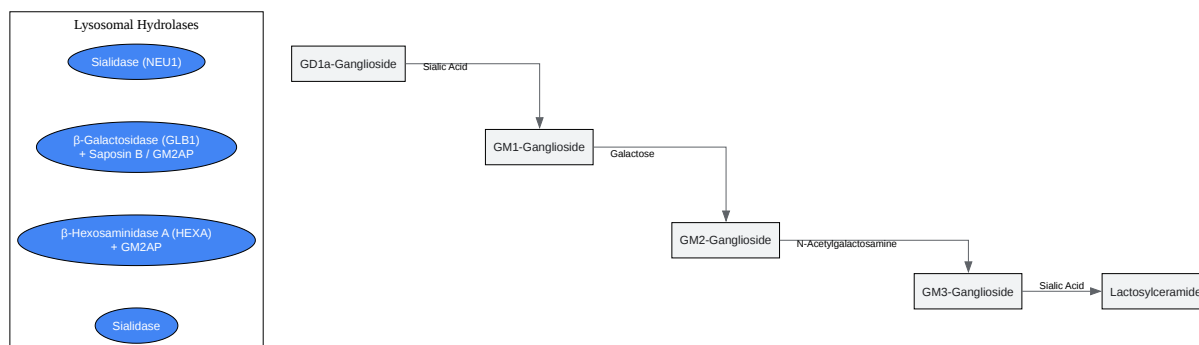 Lysosomal Hydrolases
Sialidase (NEU1)
β-Galactosidase (GLB1)
+ Saposin B / GM2AP
β-Hexosaminidase A (HEXA)
+ GM2AP
Sialidase
GD1a-Ganglioside
Sialic Acid
GM1-Ganglioside
Galactose
GM2-Ganglioside
N-Acetylgalactosamine
GM3-Ganglioside
Sialic Acid
Lactosylceramide